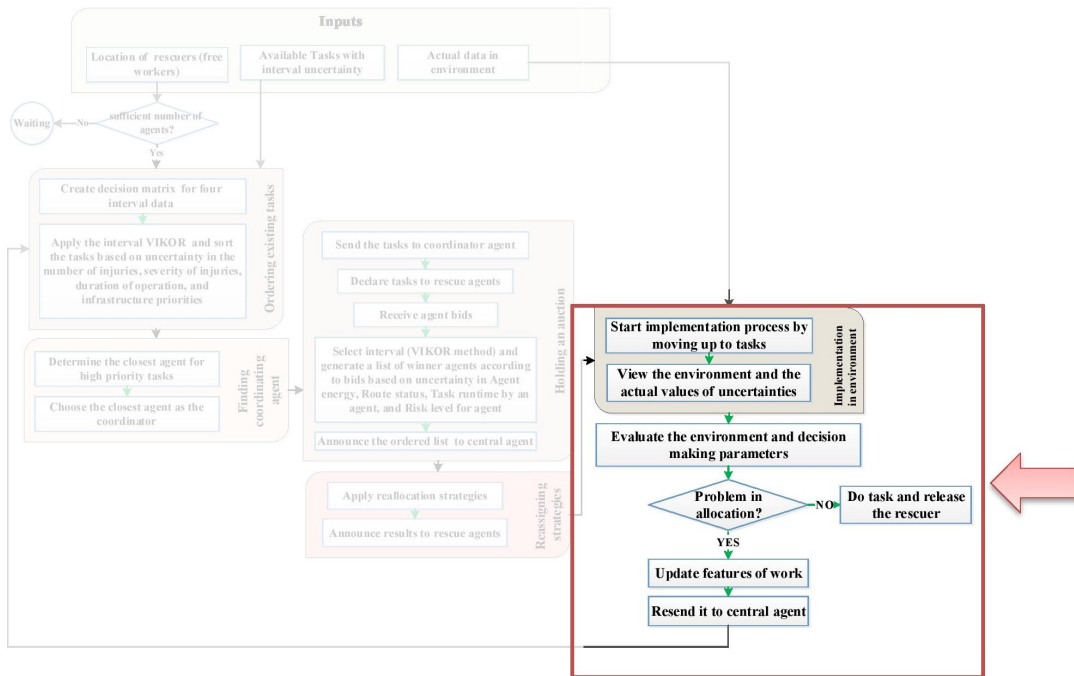 Inputs
Location of rescuers (free
workers)
Available Tasks with
interval uncertainty
Actual data in
environment
Waiting
No
sufficient number of
agents?
Yes
Create decision matrix for four
interval data
Apply the interval VIKOR and sort
the tasks based on uncertainty in the
number of injuries, severity of injuries,
duration of operation, and
infrastructure priorities
Ordering existing tasks
Determine the closest agent for
high priority tasks
Choose the closest agent as the
coordinator
Finding
coordinating
agent
Send the tasks to coordinator agent
Declare tasks to rescue agents
Receive agent bids
Select interval (VIKOR method) and
generate a list of winner agents according
to bids based on uncertainty in Agent
energy, Route status, Task runtime by an
agent, and Risk level for agent
Announce the ordered list to central agent
Holding an auction
Apply reallocation strategies
Announce results to rescue agents
Reassigning
strategies
Start implementation process by
moving up to tasks
View the environment and the
actual values of uncertainties
Implementation
in environment
Evaluate the environment and decision
making parameters
Problem in
allocation?
NO
Do task and release
the rescuer
YES
Update features of work
Resend it to central agent